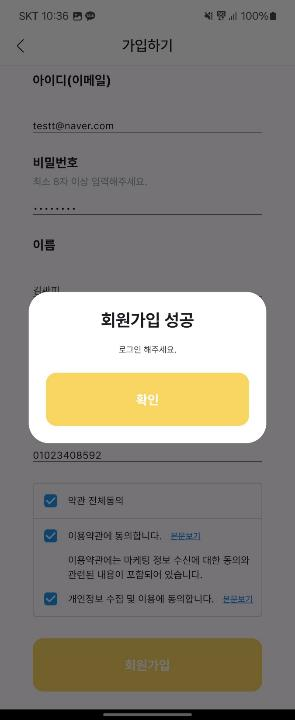 SKT 10:36
100%
가입하기
아이디(이메일)
testt@naver.com
비밀번호
최소 8자 이상 입력해주세요.
••••••••
이름
회원가입 성공
로그인 해주세요.
확인
01023408592
약관 전체동의
이용약관에 동의합니다. 본문보기
이용약관에는 마케팅 정보 수신에 대한 동의와
관련된 내용이 포함되어 있습니다.
개인정보 수집 및 이용에 동의합니다. 본문보기
회원가입